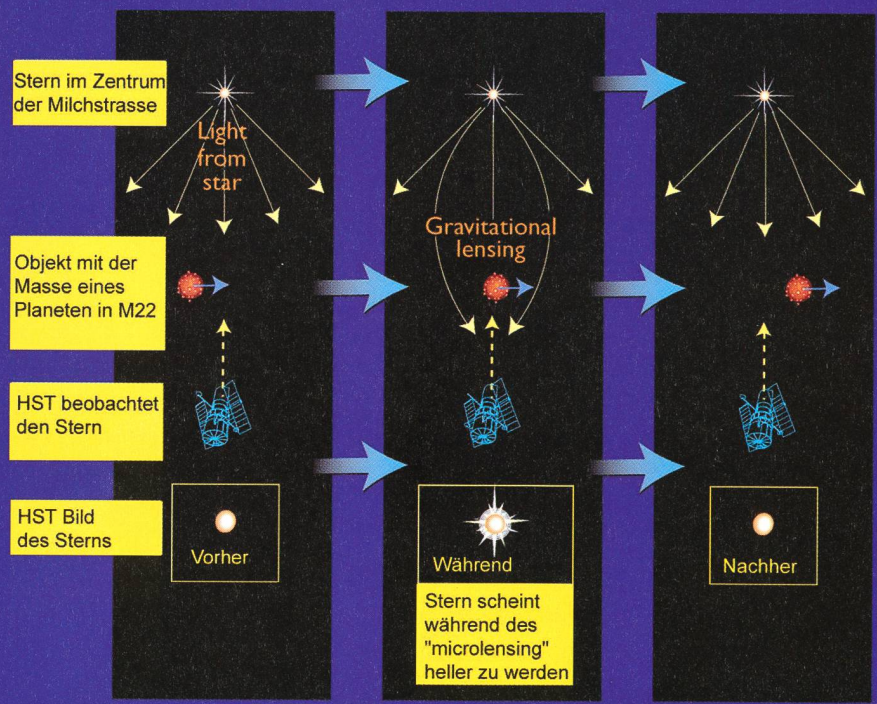 Stern im Zentrum
der Milchstrasse
Light
from
star
Gravitational
lensing
Objekt mit der
Masse eines
Planeten in M22
HST beobachtet
den Stern
HST Bild
des Sterns
Vorher
Während
Nachher
Stern scheint
während des
"microlensing"
heller zu werden